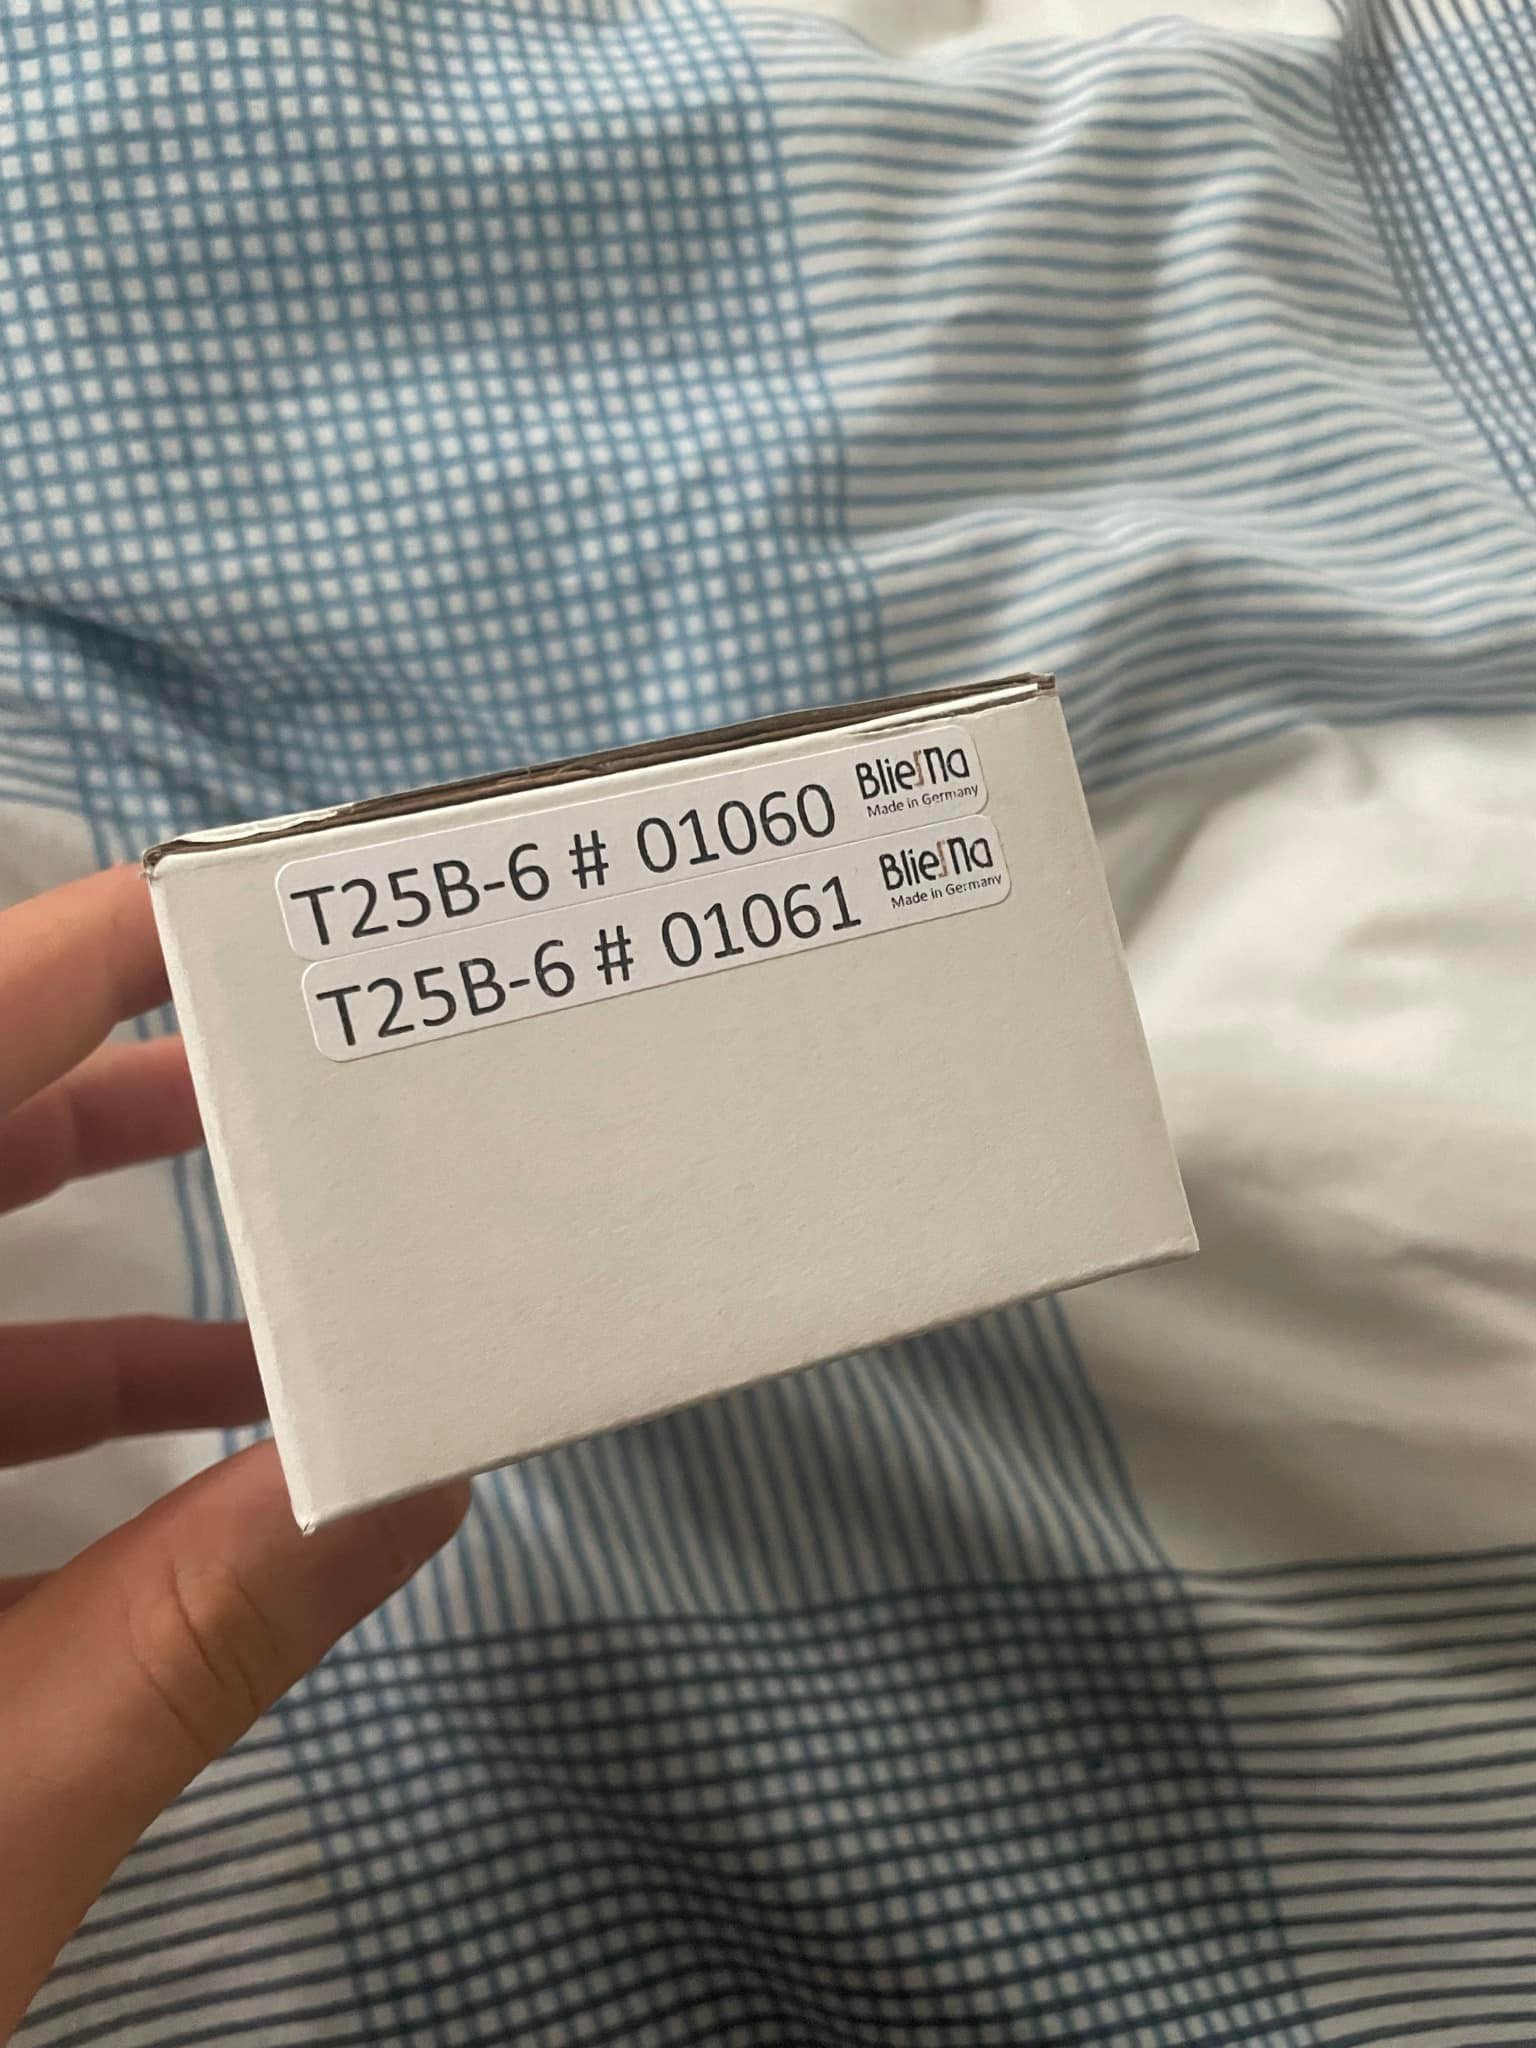 T25B-6 # 01060 BlieSMa
Made in Germany
T25B-6 # 01061 BlieSMa
Made in Germany